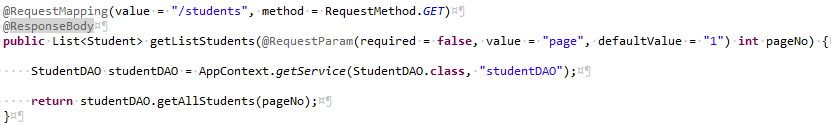 @RequestMapping(value = "/students", method = RequestMethod.GET)¤¶
@ResponseBody¤¶
public List<Student> getListStudents(@RequestParam(required = false, value = "page", defaultValue = "1") int pageNo) {¤¶
¤¶
    StudentDAO studentDAO = AppContext.getService(StudentDAO.class, "studentDAO");¤¶
¤¶
    return studentDAO.getAllStudents(pageNo);¤¶
}¤¶